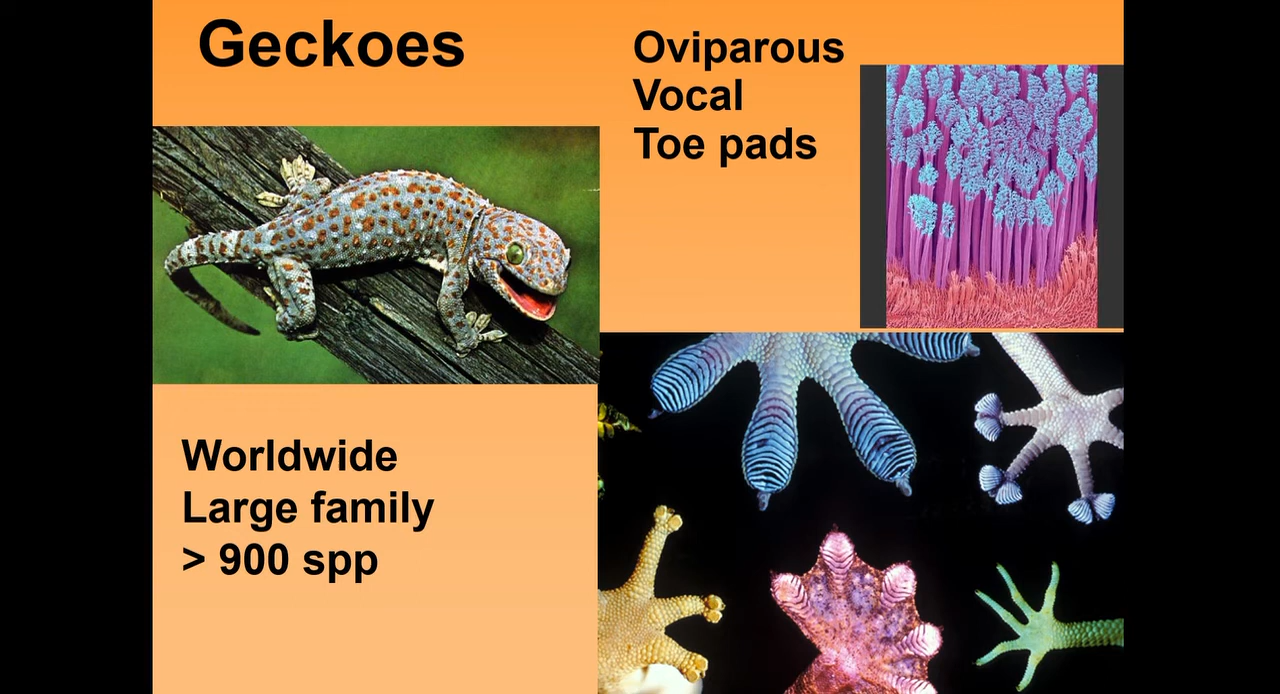 Geckoes
Oviparous
Vocal
Toe pads
Worldwide
Large family
> 900 spp